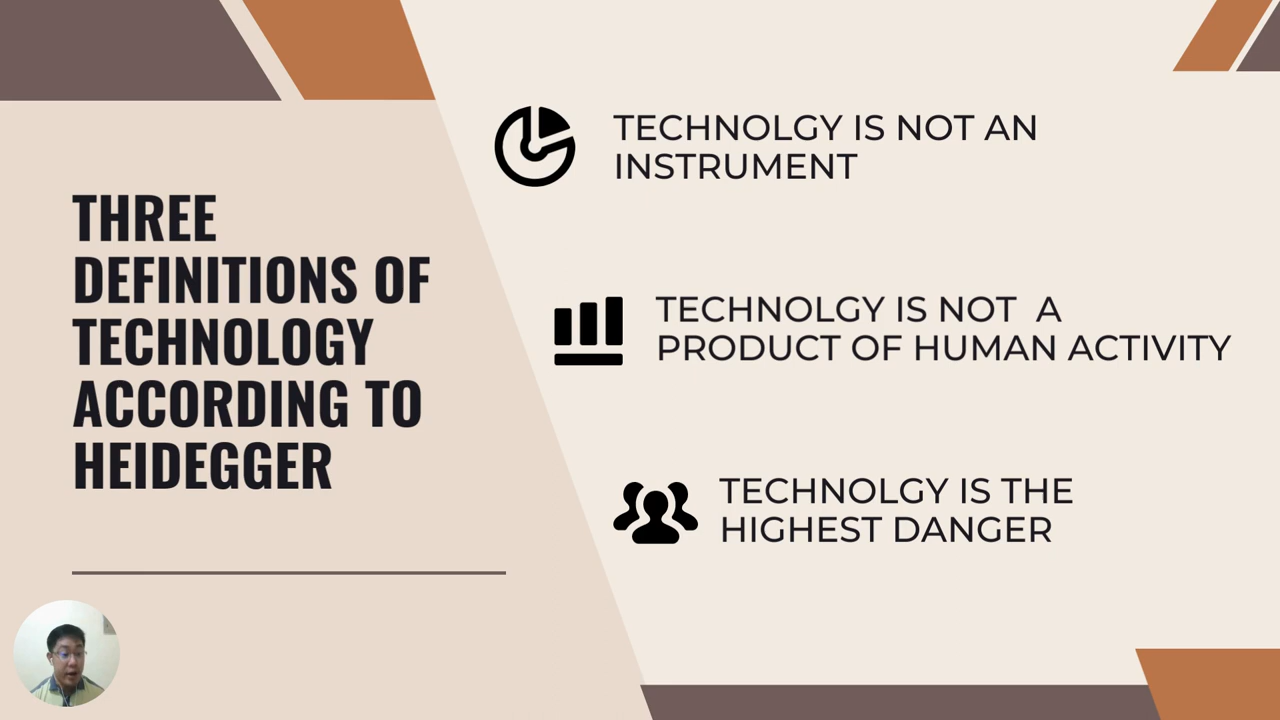 THREE
DEFINITIONS OF
TECHNOLOGY
ACCORDING TO
HEIDEGGER
TECHNOLGY IS NOT AN
INSTRUMENT
TECHNOLGY IS NOT A
PRODUCT OF HUMAN ACTIVITY
TECHNOLGY IS THE
HIGHEST DANGER